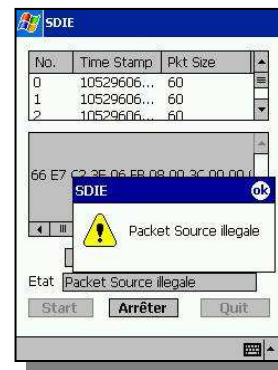 SDIE
No. Time Stamp Pkt Size
0 10529606... 60
1 10529606... 60
2 10529606... 60
66 E7 C2 3E 06 EB 08 00 3C 00 00
SDIE ok
Packet Source illegale
Etat Packet Source illegale
Start Arrêter Quit